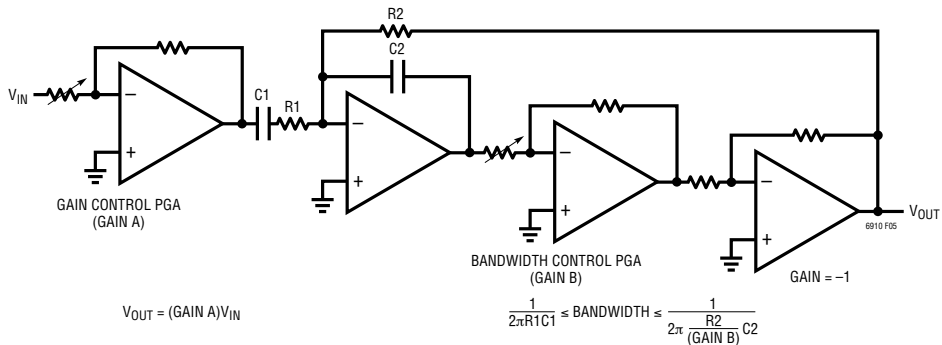 R2
C2
C1
R1
V_IN
−
+
−
+
−
+
−
+
V_OUT
6910 F05
GAIN CONTROL PGA
(GAIN A)
BANDWIDTH CONTROL PGA
(GAIN B)
GAIN = –1
V_OUT = (GAIN A)V_IN
1/(2πR1C1) ≤ BANDWIDTH ≤ 1/(2π R2/(GAIN B) C2)